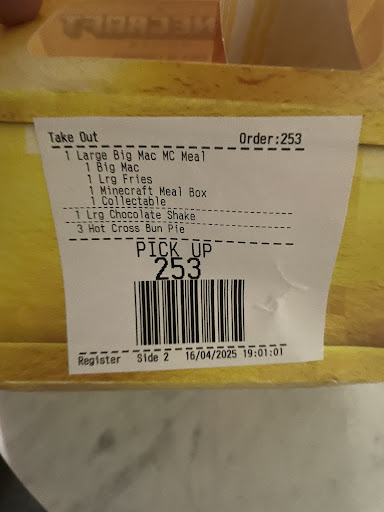 Take Out Order:253
1 Large Big Mac MC Meal
1 Big Mac
1 Lrg Fries
1 Minecraft Meal Box
1 Collectable
1 Lrg Chocolate Shake
3 Hot Cross Bun Pie
PICK UP
253
Register Side 2 16/04/2025 19:01:01